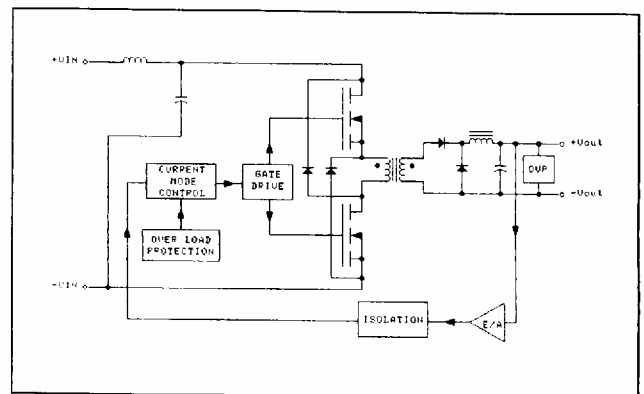 +VIN
+Vout
OVP
-Vout
CURRENT
MODE
CONTROL
GATE
DRIVE
OVER LOAD
PROTECTION
-VIN
ISOLATION
E/A